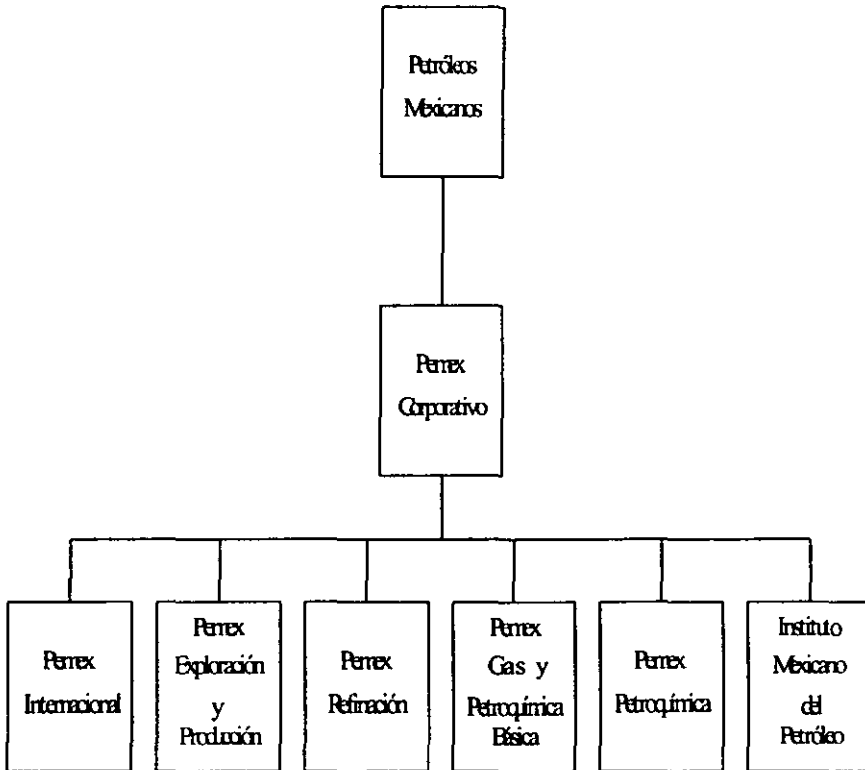 Petróleos
Mexicanos
Pemex
Corporativo
Pemex
Internacional
Pemex
Exploración
y
Producción
Pemex
Refinación
Pemex
Gas y
Petroquímica
Básica
Pemex
Petroquímica
Instituto
Mexicano
del
Petróleo